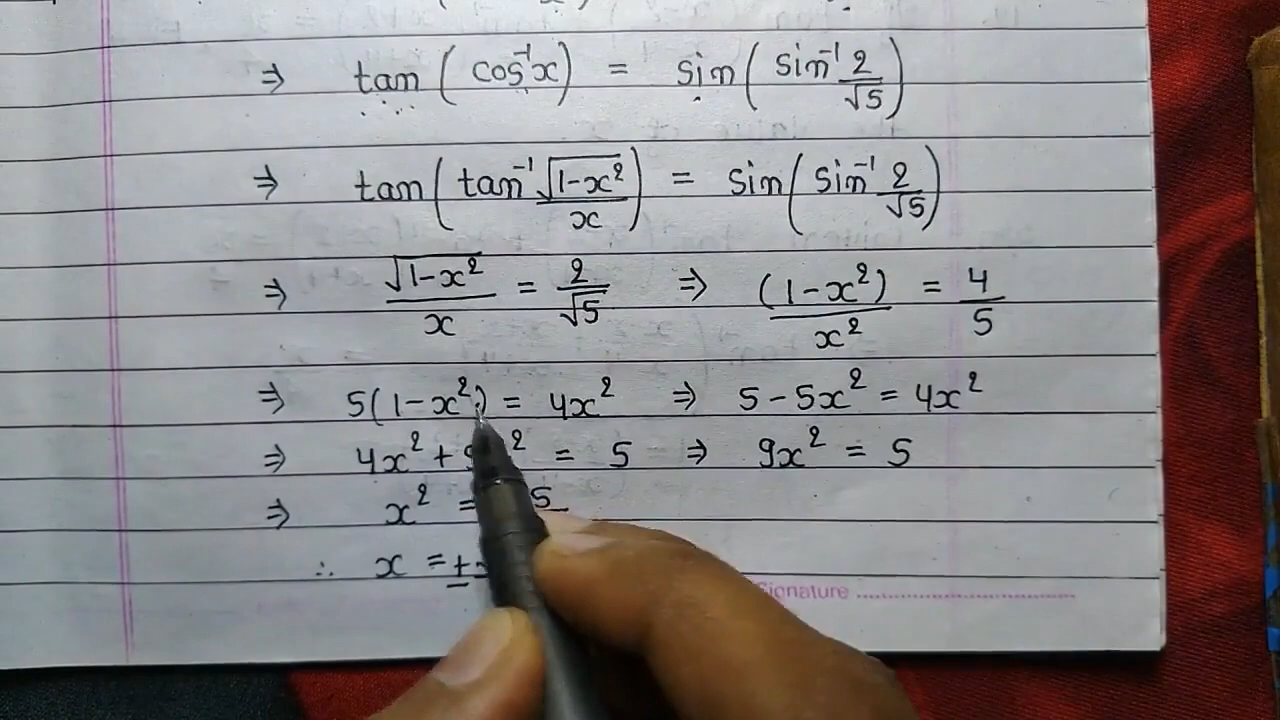 ⇒ tan(cos⁻¹x) = sin(sin⁻¹ 2/√5)
⇒ tan(tan⁻¹ √(1-x²)/x) = sin(sin⁻¹ 2/√5)
⇒ √(1-x²)/x = 2/√5 ⇒ (1-x²)/x² = 4/5
⇒ 5(1-x²) = 4x² ⇒ 5-5x² = 4x²
⇒ 4x² + ² = 5 ⇒ 9x² = 5
⇒ x² = 5
∴ x = ±
Signature